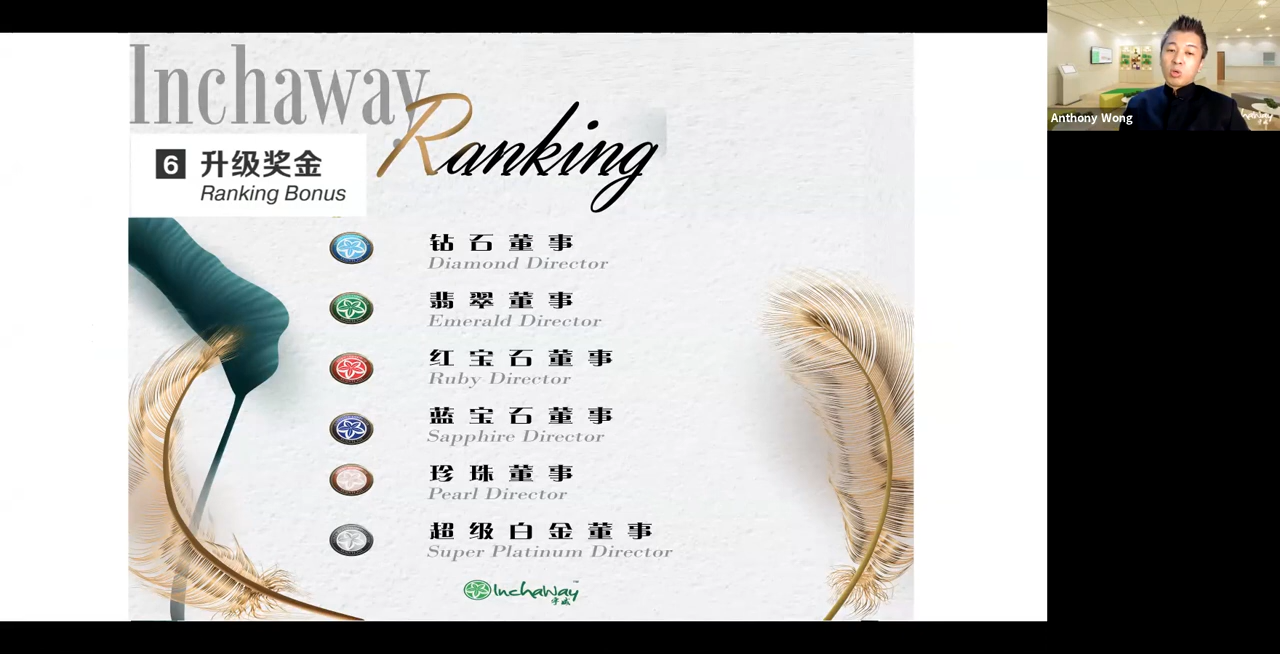 Inchaway
Ranking
6 升级奖金
Ranking Bonus
钻石董事
Diamond Director
翡翠董事
Emerald Director
红宝石董事
Ruby Director
蓝宝石董事
Sapphire Director
珍珠董事
Pearl Director
超级白金董事
Super Platinum Director
InchaWay™
Anthony Wong